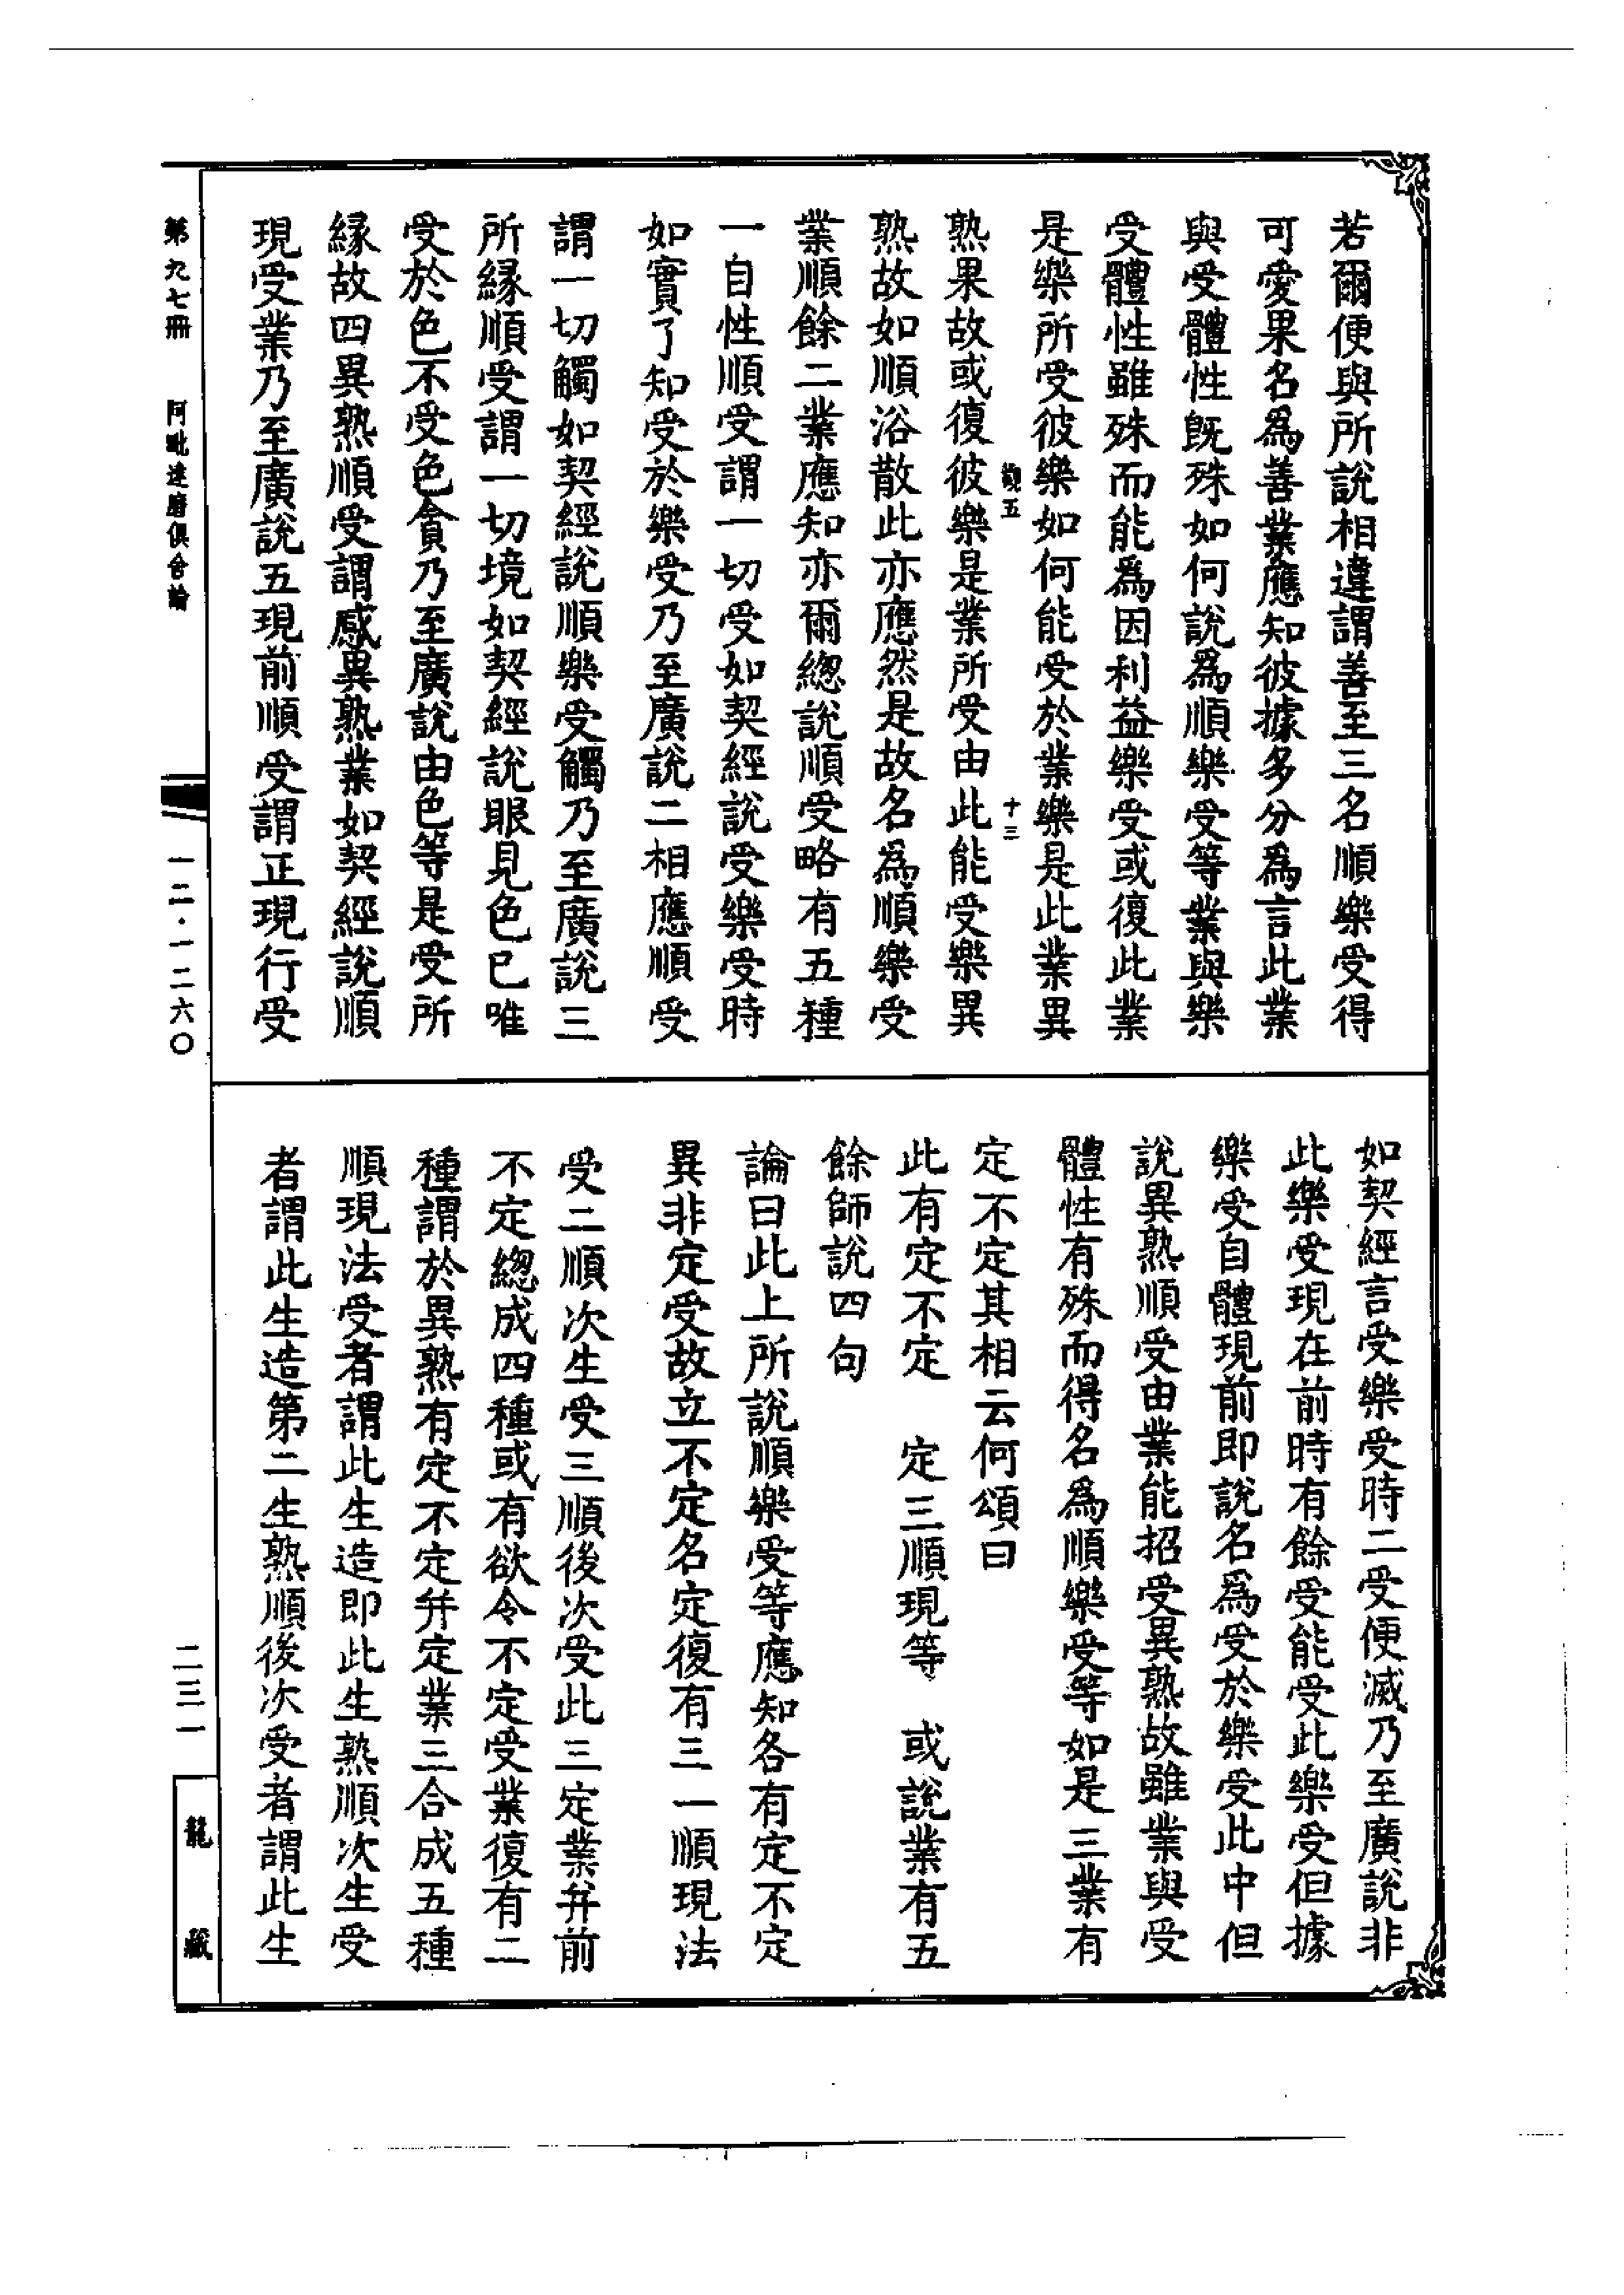 若爾便與所說相違謂善至三名順樂受得
可愛果名爲善業應知彼據多分爲言此業
與受體性旣殊如何說爲順樂受等業與樂
受體性雖殊而能爲因利益樂受或復此業
是樂所受彼樂如何能受於業樂是此業異
觀五 十三
熟果故或復彼樂是業所受由此能受樂異
熟故如順浴散此亦應然是故名爲順樂受
業順餘二業應知亦爾緫說順受略有五種
一自性順受謂一切受如契經說受樂受時
如實了知受於樂受乃至廣說二相應順受
謂一切觸如契經說順樂受觸乃至廣說三
所縁順受謂一切境如契經說眼見色已唯
受於色不受色貪乃至廣說由色等是受所
縁故四異熟順受謂感異熟業如契經說順
現受業乃至廣說五現前順受謂正現行受
如契經言受樂受時二受便滅乃至廣說非
此樂受現在前時有餘受能受此樂受但據
樂受自體現前即說名爲受於樂受此中但
說異熟順受由業能招受異熟故雖業與受
體性有殊而得名爲順樂受等如是三業有
定不定其相云何頌曰
此有定不定 定三順現等 或說業有五
餘師說四句
論曰此上所說順樂受等應知各有定不定
異非定受故立不定名定復有三一順現法
受二順次生受三順後次受此三定業幷前
不定緫成四種或有欲令不定受業復有二
種謂於異熟有定不定幷定業三合成五種
順現法受者謂此生造即此生熟順次生受
者謂此生造第二生熟順後次受者謂此生
第九七冊 阿毗達磨俱舍論
一二·一二六〇
二三一
龍藏